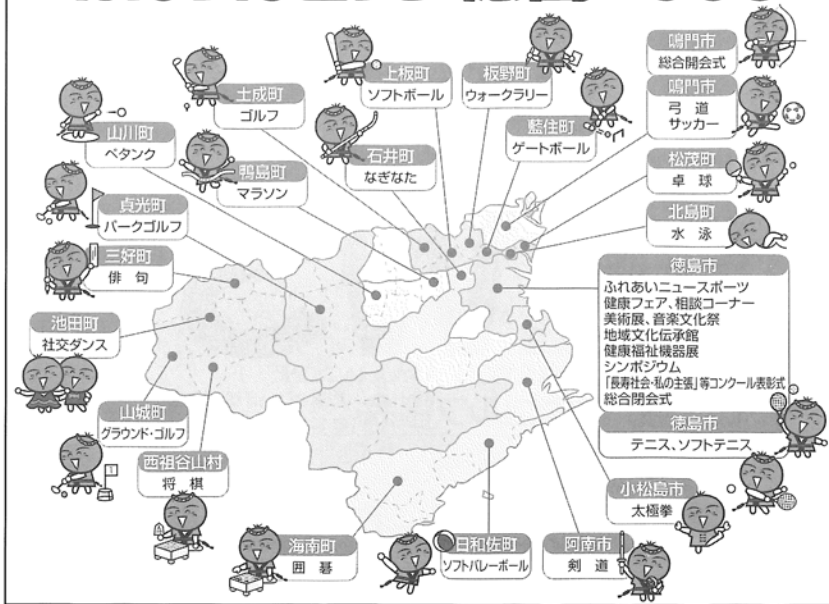 鳴門市
総合開会式
上板町
ソフトボール
板野町
ウォークラリー
土成町
ゴルフ
鳴門市
弓道
サッカー
藍住町
ゲートボール
山川町
ペタンク
石井町
なぎなた
鴨島町
マラソン
松茂町
卓球
貞光町
パークゴルフ
北島町
水泳
三好町
俳句
徳島市
ふれあいニュースポーツ
健康フェア、相談コーナー
美術展、音楽文化祭
地域文化伝承館
健康福祉機器展
シンポジウム
「長寿社会・私の主張」等コンクール表彰式
総合閉会式
池田町
社交ダンス
山城町
グラウンド・ゴルフ
徳島市
テニス、ソフトテニス
西祖谷山村
将棋
小松島市
太極拳
海南町
囲碁
日和佐町
ソフトバレーボール
阿南市
剣道